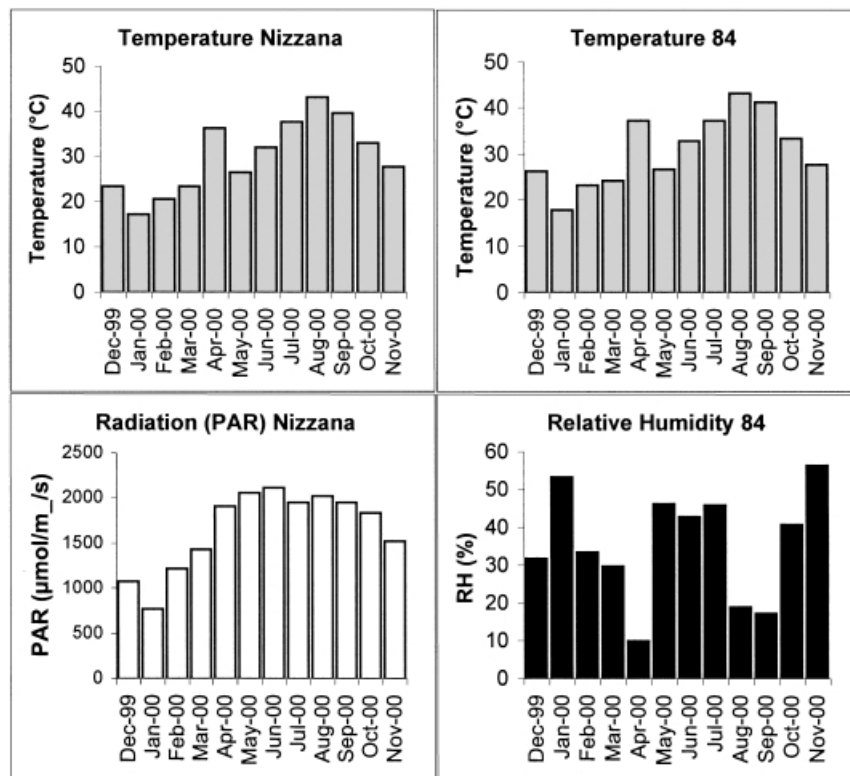 Temperature Nizzana
Temperature (°C)
50
40
30
20
10
0
Dec-99
Jan-00
Feb-00
Mar-00
Apr-00
May-00
Jun-00
Jul-00
Aug-00
Sep-00
Oct-00
Nov-00
Temperature 84
Temperature (°C)
50
40
30
20
10
0
Dec-99
Jan-00
Feb-00
Mar-00
Apr-00
May-00
Jun-00
Jul-00
Aug-00
Sep-00
Oct-00
Nov-00
Radiation (PAR) Nizzana
PAR (μmol/m_/s)
2500
2000
1500
1000
500
0
Dec-99
Jan-00
Feb-00
Mar-00
Apr-00
May-00
Jun-00
Jul-00
Aug-00
Sep-00
Oct-00
Nov-00
Relative Humidity 84
RH (%)
60
50
40
30
20
10
0
Dec-99
Jan-00
Feb-00
Mar-00
Apr-00
May-00
Jun-00
Jul-00
Aug-00
Sep-00
Oct-00
Nov-00